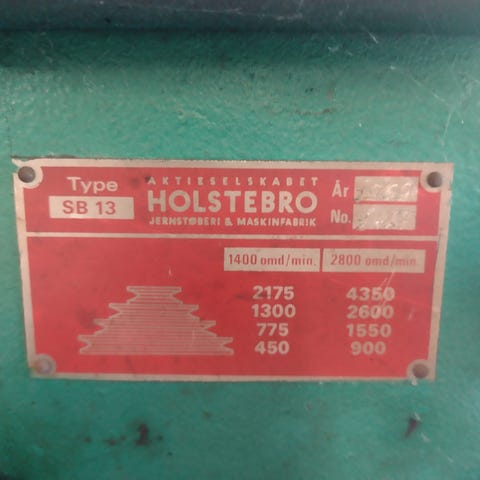 Type
SB 13
AKTIESELSKABET
HOLSTEBRO
JERNSTØBERI & MASKINFABRIK
År
No.
1400 omd/min. 2800 omd/min.
2175 4350
1300 2600
775 1550
450 900